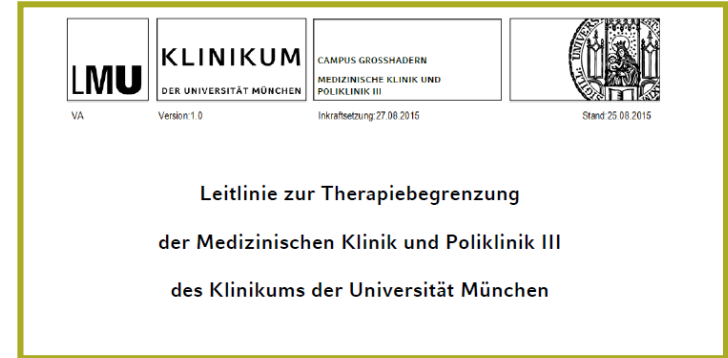 LMU
KLINIKUM
DER UNIVERSITÄT MÜNCHEN
CAMPUS GROSSHADERN
MEDIZINISCHE KLINIK UND
POLIKLINIK III
VA Version:1.0 Inkraftsetzung:27.08.2015 Stand:25.08.2015
Leitlinie zur Therapiebegrenzung
der Medizinischen Klinik und Poliklinik III
des Klinikums der Universität München